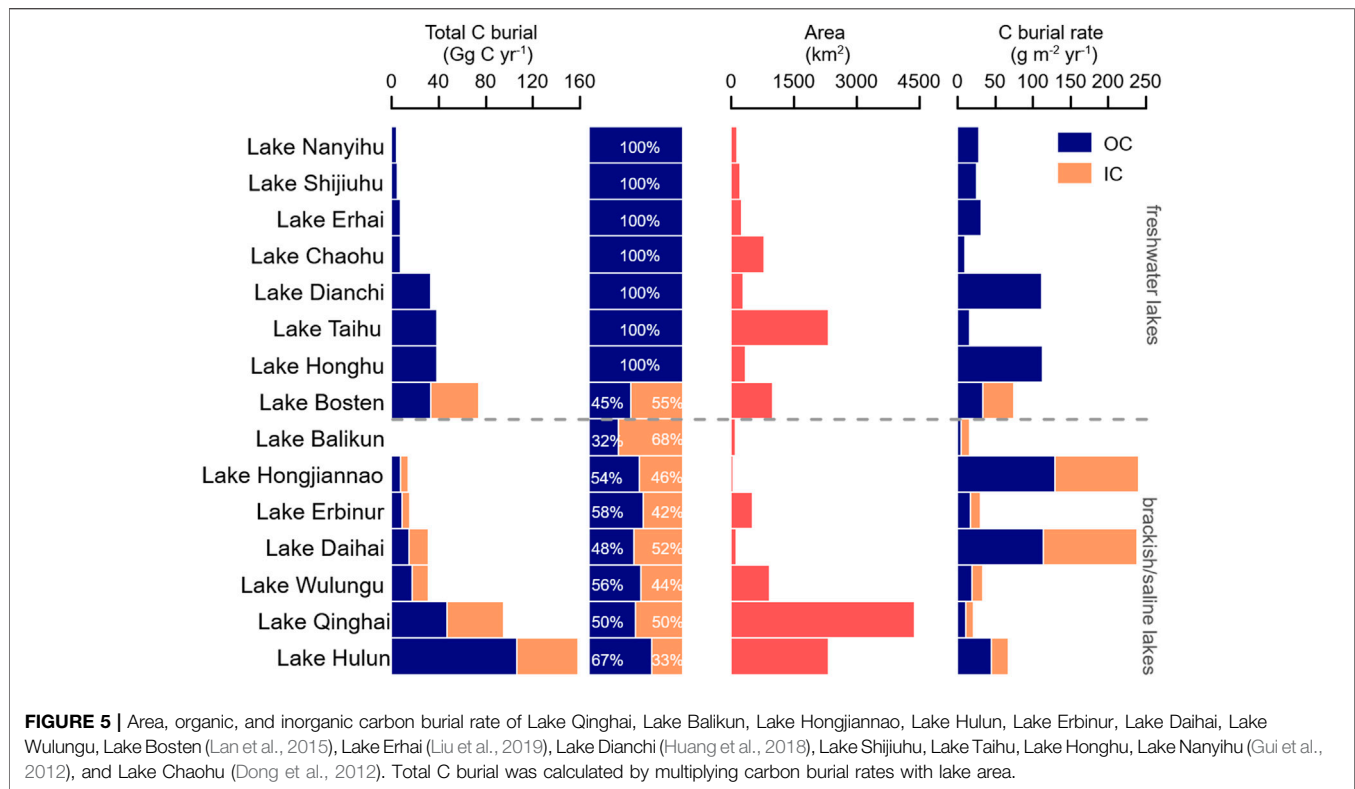 Total C burial
(Gg C yr⁻¹)
0 40 80 120 160
Area
(km²)
0 1500 3000 4500
C burial rate
(g m⁻² yr⁻¹)
0 50 100 150 200 250
OC
IC
Lake Nanyihu 100%
Lake Shijiuhu 100%
Lake Erhai 100%
Lake Chaohu 100%
Lake Dianchi 100%
Lake Taihu 100%
Lake Honghu 100%
Lake Bosten 45% 55%
freshwater lakes
Lake Balikun 32% 68%
Lake Hongjiannao 54% 46%
Lake Erbinur 58% 42%
Lake Daihai 48% 52%
Lake Wulungu 56% 44%
Lake Qinghai 50% 50%
Lake Hulun 67% 33%
brackish/saline lakes
FIGURE 5 | Area, organic, and inorganic carbon burial rate of Lake Qinghai, Lake Balikun, Lake Hongjiannao, Lake Hulun, Lake Erbinur, Lake Daihai, Lake
Wulungu, Lake Bosten (Lan et al., 2015), Lake Erhai (Liu et al., 2019), Lake Dianchi (Huang et al., 2018), Lake Shijiuhu, Lake Taihu, Lake Honghu, Lake Nanyihu (Gui et al.,
2012), and Lake Chaohu (Dong et al., 2012). Total C burial was calculated by multiplying carbon burial rates with lake area.